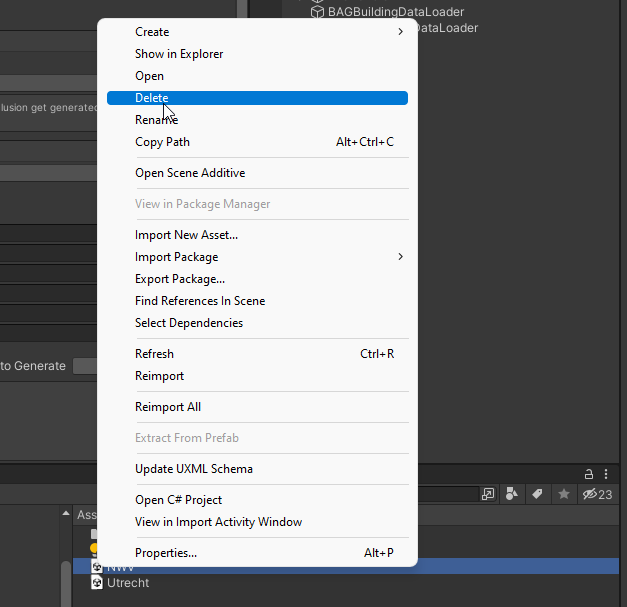 BAGBuildingDataLoader
DataLoader
Create
Show in Explorer
Open
lusion get generated
Delete
Rename
Copy Path Alt+Ctrl+C
Open Scene Additive
View in Package Manager
Import New Asset...
Import Package
Export Package...
Find References In Scene
Select Dependencies
Refresh Ctrl+R
to Generate
Reimport
Reimport All
Extract From Prefab
Update UXML Schema
Open C# Project
23
Ass
View in Import Activity Window
Properties... Alt+P
NWV
Utrecht